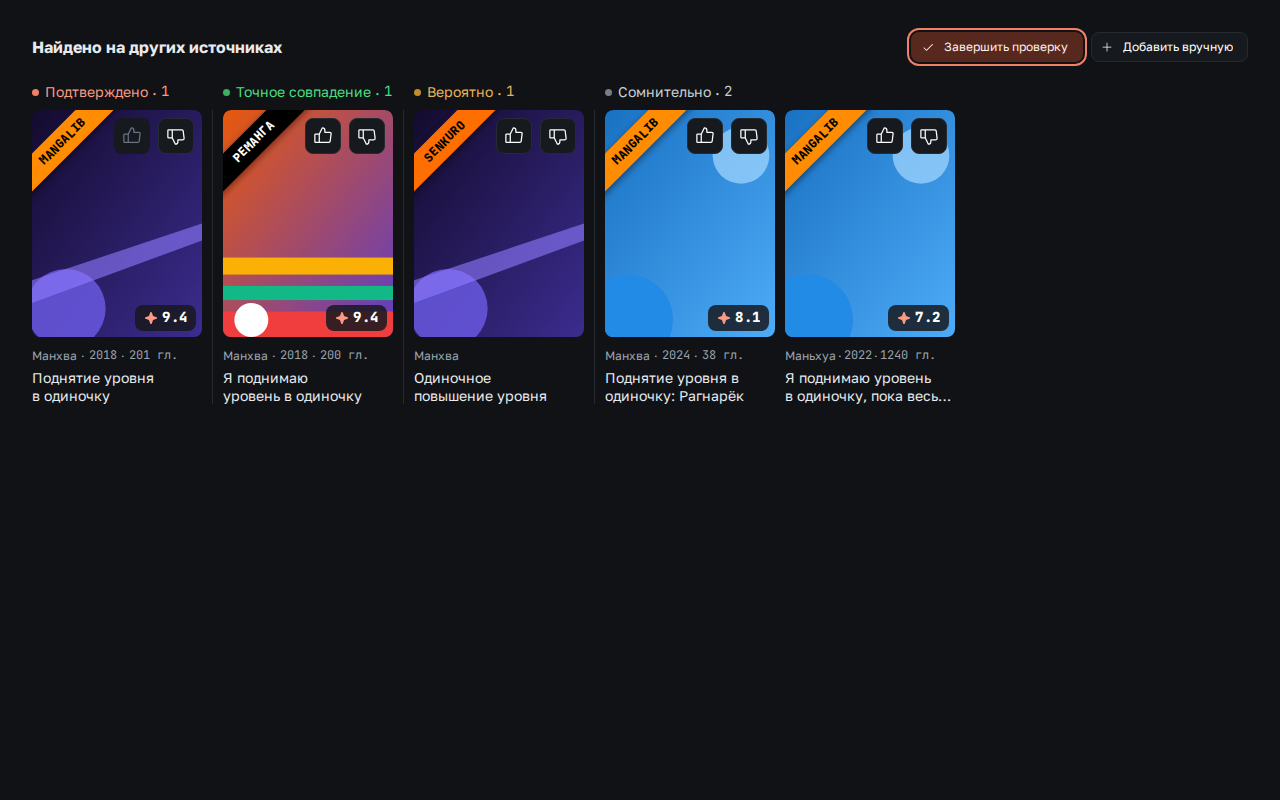 Найдено на других источниках
Завершить проверку
Добавить вручную
Подтверждено · 1
Точное совпадение · 1
Вероятно · 1
Сомнительно · 2
MANGALIB
РЕМАНГА
SENKURO
MANGALIB
MANGALIB
9.4
9.4
8.1
7.2
Манхва · 2018 · 201 гл.
Поднятие уровня
в одиночку
Манхва · 2018 · 200 гл.
Я поднимаю
уровень в одиночку
Манхва
Одиночное
повышение уровня
Манхва · 2024 · 38 гл.
Поднятие уровня в
одиночку: Рагнарёк
Маньхуа · 2022 · 1240 гл.
Я поднимаю уровень
в одиночку, пока весь…